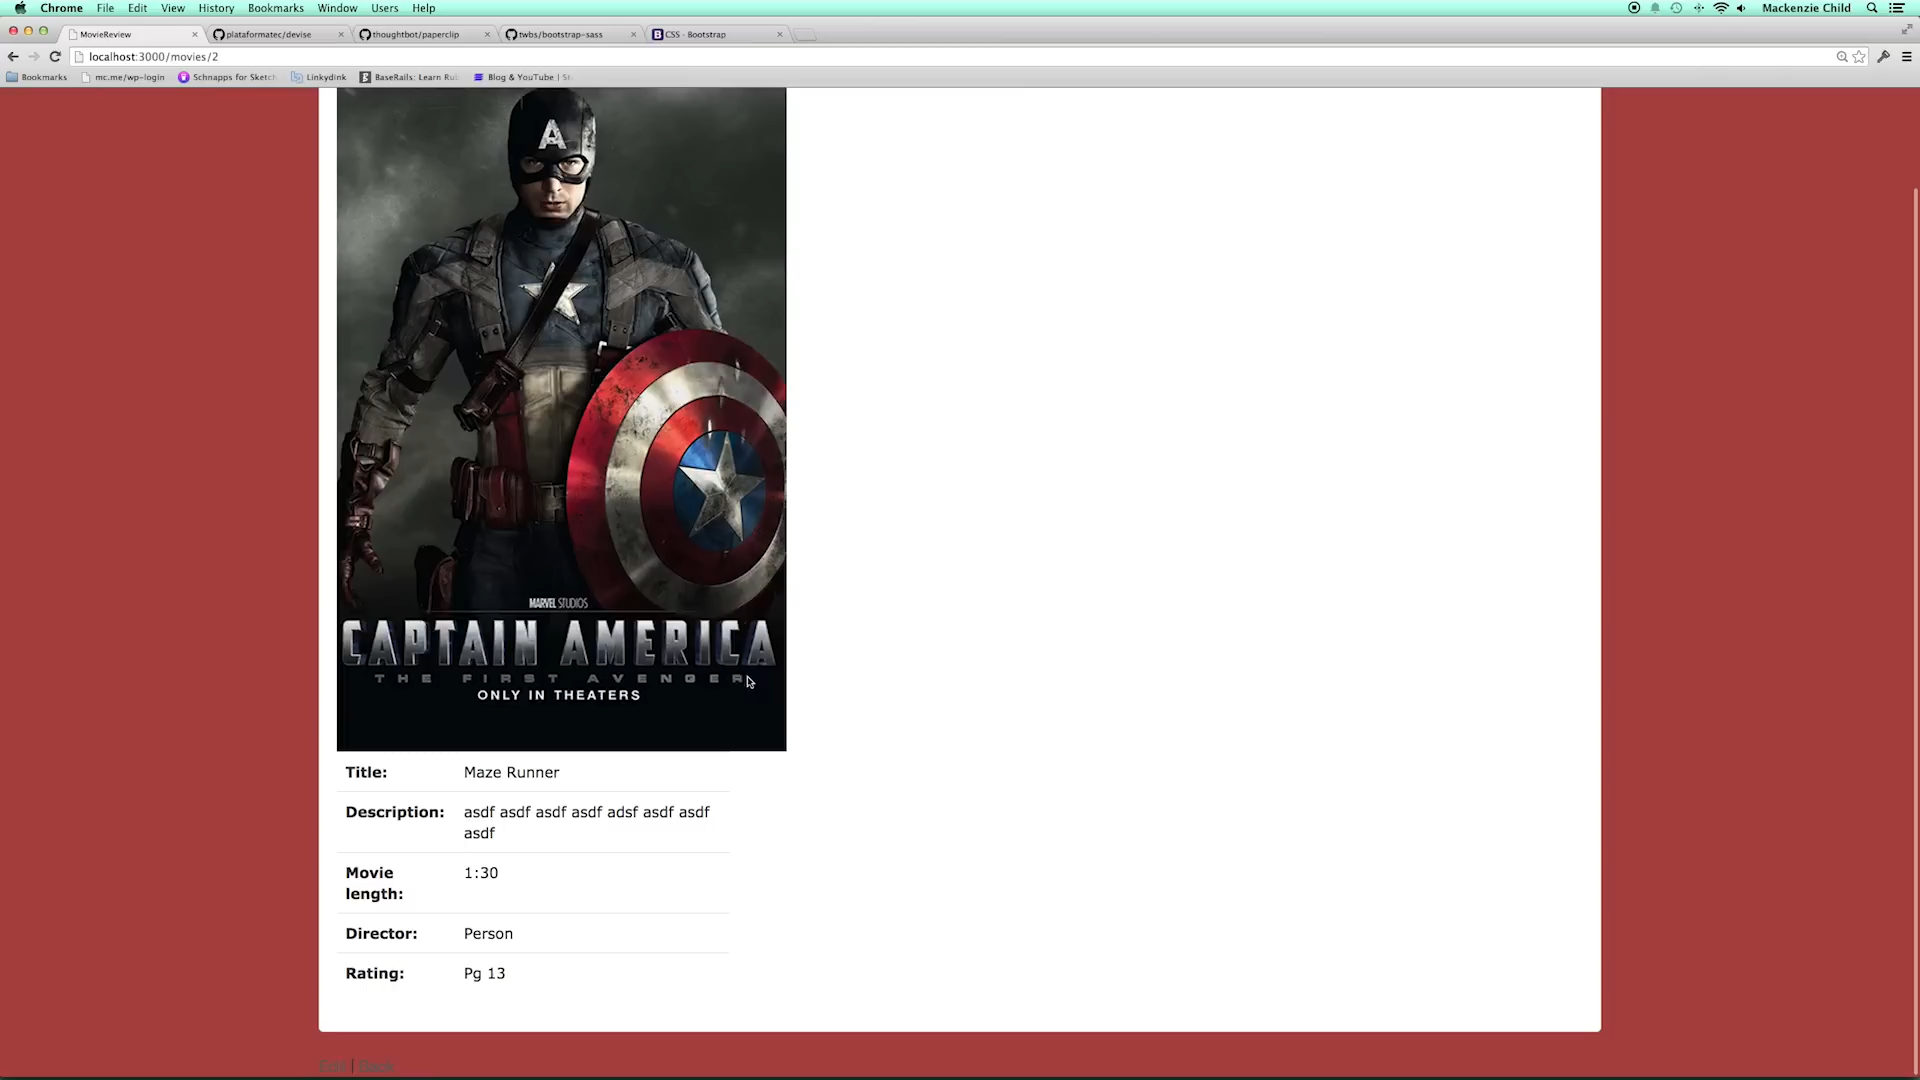 Chrome File Edit View History Bookmarks Window Users Help Mackenzie Child
MovieReview plataformatec/devise thoughtbot/paperclip twbs/bootstrap-sass B CSS · Bootstrap
localhost:3000/movies/2
Bookmarks mc.me/wp-login Schnapps for Sketch Linkydink BaseRails: Learn Ru Blog & YouTube | St
A
MARVEL STUDIOS
CAPTAIN AMERICA
THE FIRST AVENGER
ONLY IN THEATERS
Title: Maze Runner
Description: asdf asdf asdf asdf adsf asdf asdf
asdf
Movie 1:30
length:
Director: Person
Rating: Pg 13
Edit | Back